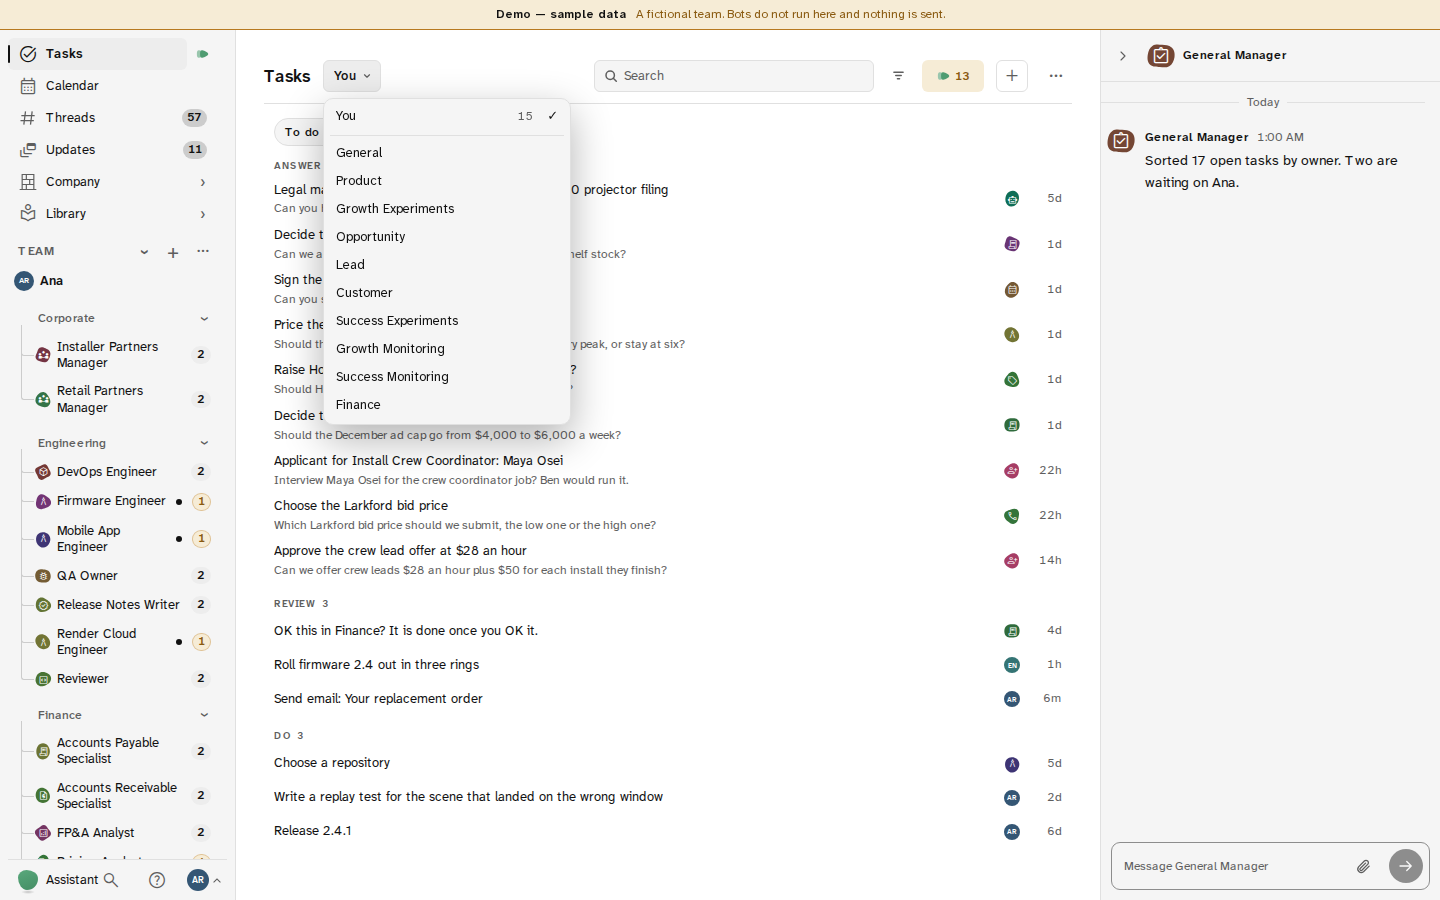 Demo — sample data A fictional team. Bots do not run here and nothing is sent.
Tasks
Calendar
Threads 57
Updates 11
Company
Library
TEAM
AR Ana
Corporate
Installer Partners Manager 2
Retail Partners Manager 2
Engineering
DevOps Engineer 2
Firmware Engineer 1
Mobile App Engineer 1
QA Owner 2
Release Notes Writer 2
Render Cloud Engineer 1
Reviewer 2
Finance
Accounts Payable Specialist 2
Accounts Receivable Specialist 2
FP&A Analyst 2
Assistant
AR
Tasks You Search 13
You 15 ✓
General
Product
Growth Experiments
Opportunity
Lead
Customer
Success Experiments
Growth Monitoring
Success Monitoring
Finance
To do
ANSWER
Legal 0 projector filing
Can you 5d
Decide
Can we elf stock? 1d
Sign the
Can you 1d
Price the
Should y peak, or stay at six? 1d
Raise ?
Should 1d
Decide
Should the December ad cap go from $4,000 to $6,000 a week? 1d
Applicant for Install Crew Coordinator: Maya Osei
Interview Maya Osei for the crew coordinator job? Ben would run it. 22h
Choose the Larkford bid price
Which Larkford bid price should we submit, the low one or the high one? 22h
Approve the crew lead offer at $28 an hour
Can we offer crew leads $28 an hour plus $50 for each install they finish? 14h
REVIEW 3
OK this in Finance? It is done once you OK it. 4d
Roll firmware 2.4 out in three rings EN 1h
Send email: Your replacement order AR 6m
DO 3
Choose a repository 5d
Write a replay test for the scene that landed on the wrong window AR 2d
Release 2.4.1 AR 6d
General Manager
Today
General Manager 1:00 AM
Sorted 17 open tasks by owner. Two are
waiting on Ana.
Message General Manager